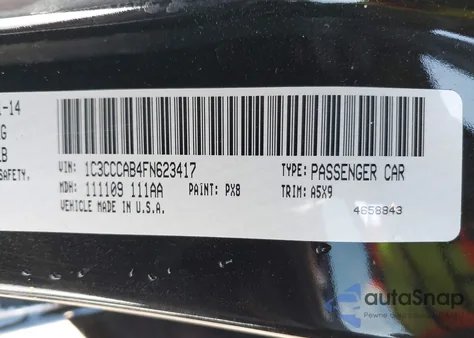 -14
G
LB
SAFETY.
VIN: 1C3CCCAB4FN623417
TYPE: PASSENGER CAR
MDH: 111109 111AA
PAINT: PX8
TRIM: A5X9
VEHICLE MADE IN U.S.A.
4658843
autoSnap